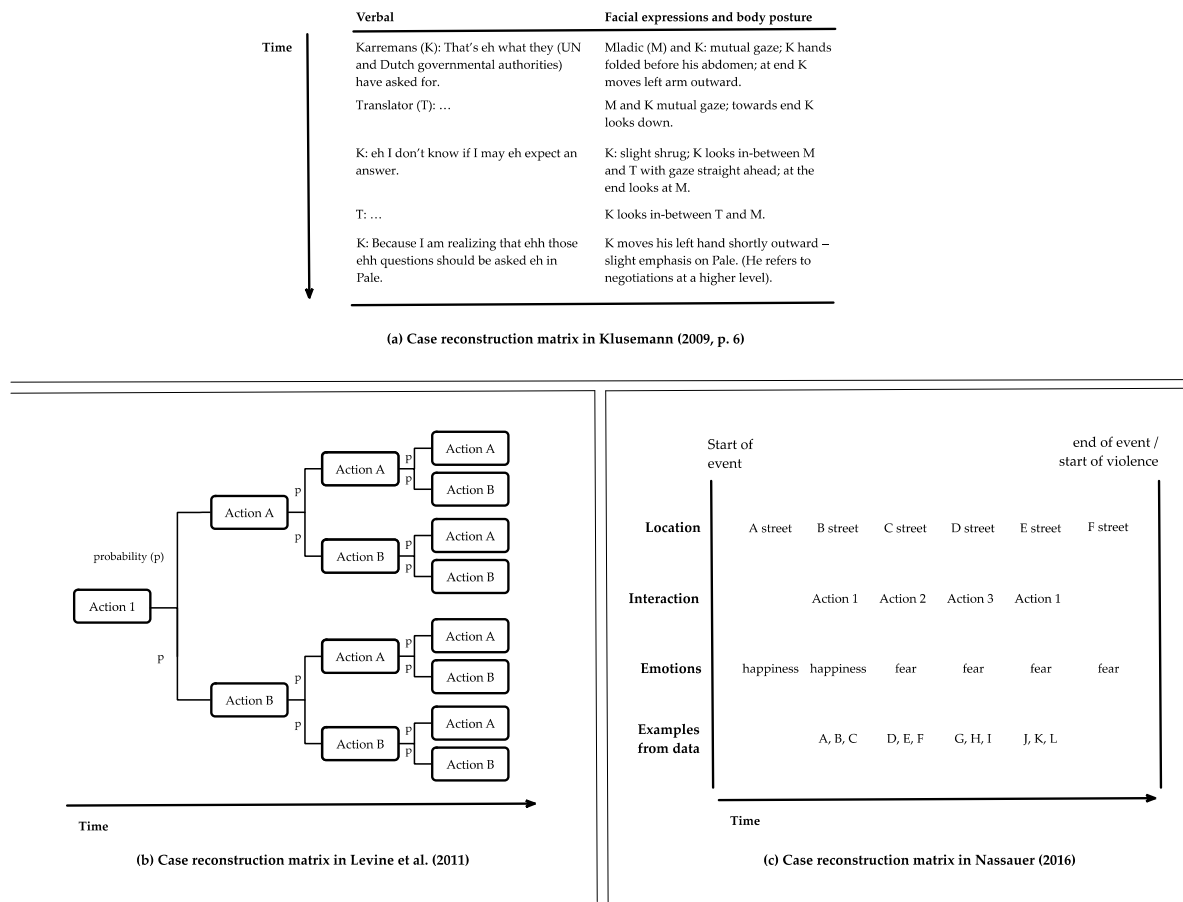 Verbal
Facial expressions and body posture
Time
Karremans (K): That's eh what they (UN
and Dutch governmental authorities)
have asked for.
Mladic (M) and K: mutual gaze; K hands
folded before his abdomen; at end K
moves left arm outward.
Translator (T): …
M and K mutual gaze; towards end K
looks down.
K: eh I don't know if I may eh expect an
answer.
K: slight shrug; K looks in-between M
and T with gaze straight ahead; at the
end looks at M.
T: …
K looks in-between T and M.
K: Because I am realizing that ehh those
ehh questions should be asked eh in
Pale.
K moves his left hand shortly outward –
slight emphasis on Pale. (He refers to
negotiations at a higher level).
(a) Case reconstruction matrix in Klusemann (2009, p. 6)
Action 1
probability (p)
p
Action A
p
p
Action A
p
p
Action A
Action B
Action B
p
p
Action A
Action B
Action B
p
p
Action A
p
p
Action A
Action B
Action B
p
p
Action A
Action B
Time
(b) Case reconstruction matrix in Levine et al. (2011)
Start of
event
end of event /
start of violence
Location
A street
B street
C street
D street
E street
F street
Interaction
Action 1
Action 2
Action 3
Action 1
Emotions
happiness
happiness
fear
fear
fear
fear
Examples
from data
A, B, C
D, E, F
G, H, I
J, K, L
Time
(c) Case reconstruction matrix in Nassauer (2016)